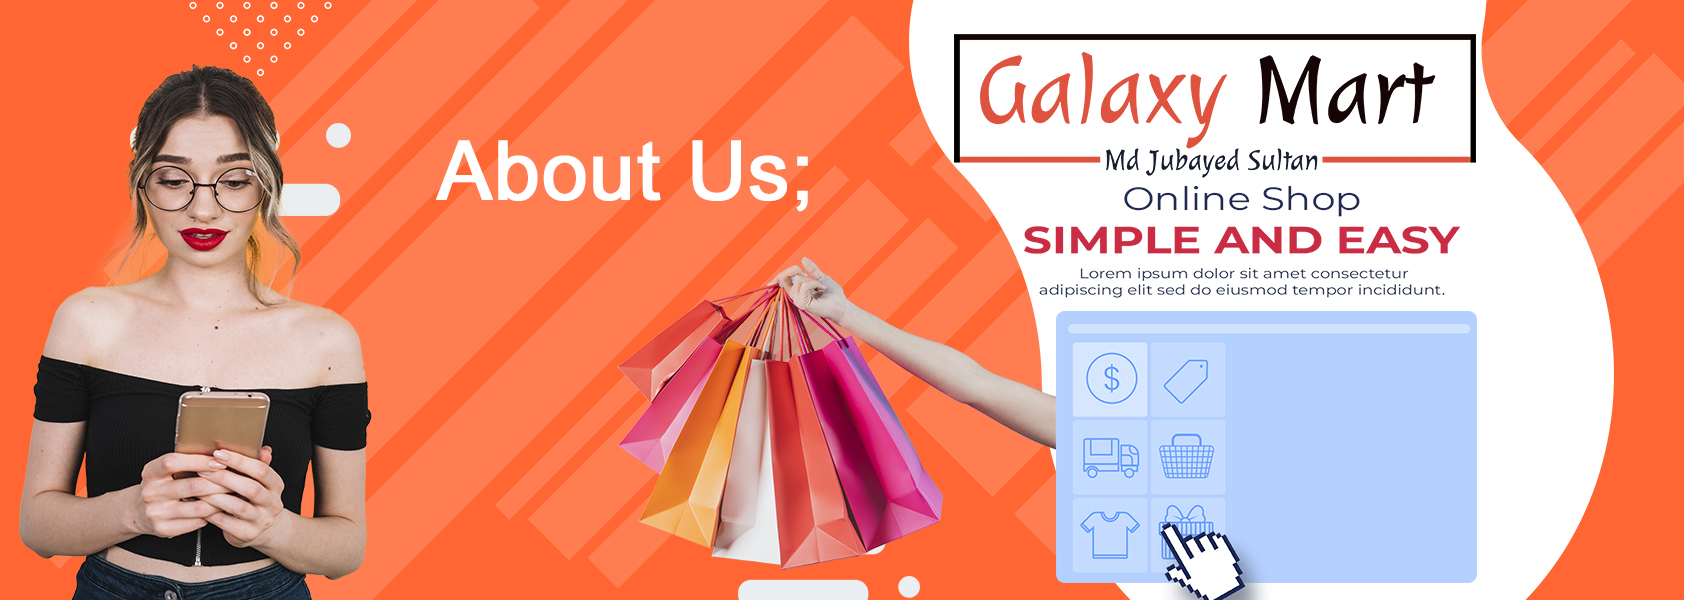 About Us;
Galaxy Mart
Md Jubayed Sultan
Online Shop
SIMPLE AND EASY
Lorem ipsum dolor sit amet consectetur
adipiscing elit sed do eiusmod tempor incididunt.
$